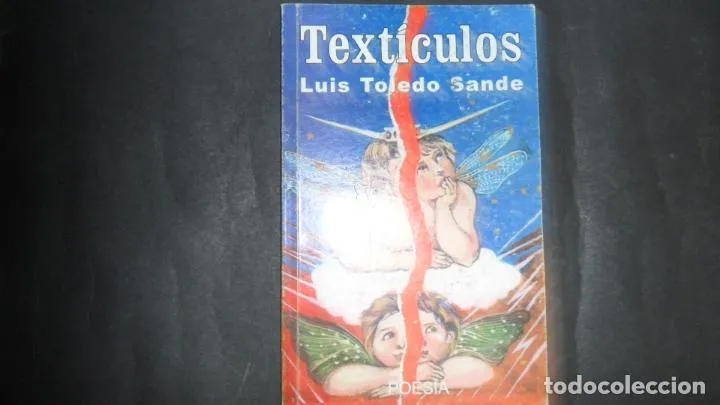 Textículos
Luis Toledo Sande
POESÍA
todocoleccion